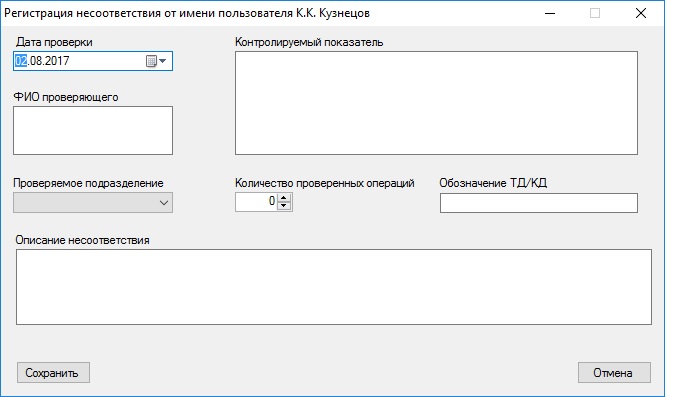 Регистрация несоответствия от имени пользователя К.К. Кузнецов
Дата проверки
Контролируемый показатель
02.08.2017
ФИО проверяющего
Проверяемое подразделение
Количество проверенных операций
Обозначение ТД/КД
0
Описание несоответствия
Сохранить
Отмена